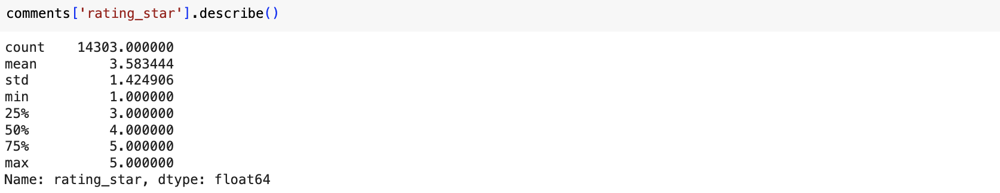 comments['rating_star'].describe()
count    14303.000000
mean         3.583444
std          1.424906
min          1.000000
25%          3.000000
50%          4.000000
75%          5.000000
max          5.000000
Name: rating_star, dtype: float64